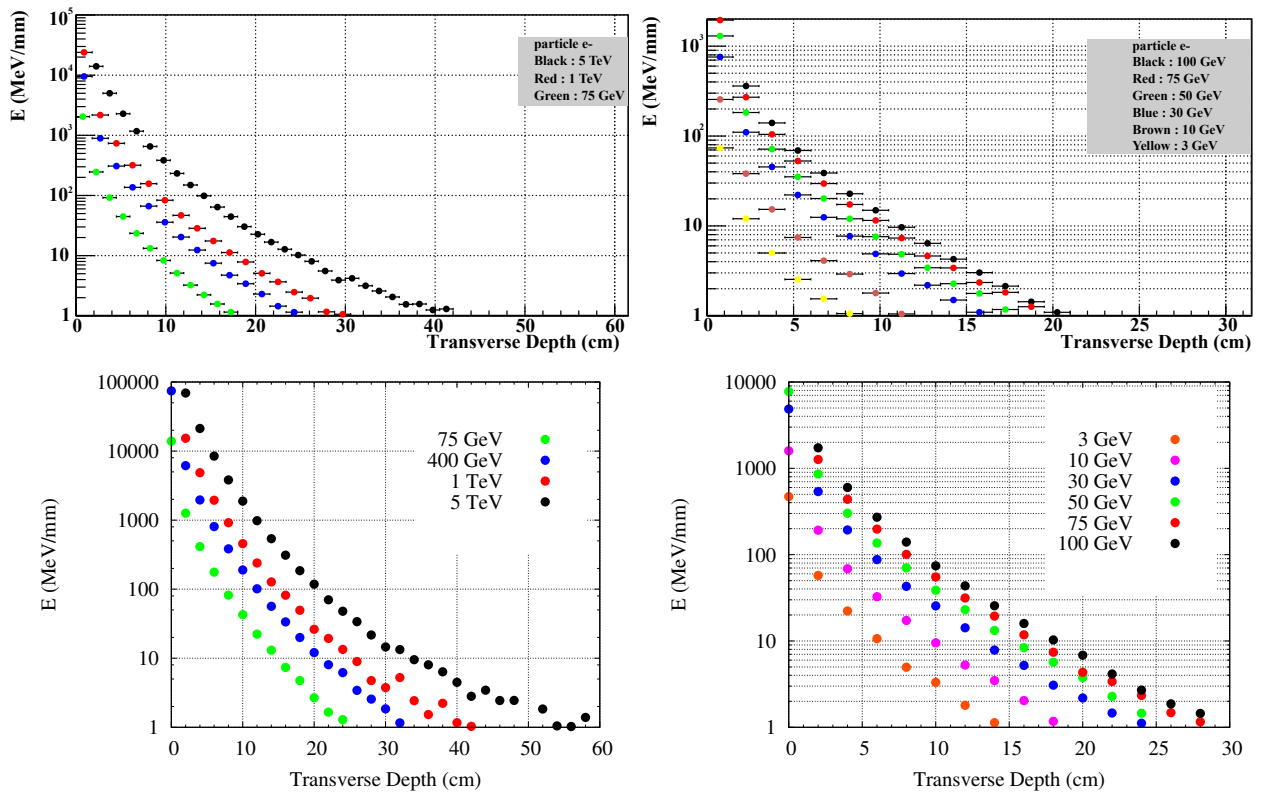 10^5
10^4
10^3
10^2
10
1
E (MeV/mm)
particle e-
Black : 5 TeV
Red : 1 TeV
Green : 75 GeV
0 10 20 30 40 50 60
Transverse Depth (cm)
10^3
10^2
10
1
E (MeV/mm)
particle e-
Black : 100 GeV
Red : 75 GeV
Green : 50 GeV
Blue : 30 GeV
Brown : 10 GeV
Yellow : 3 GeV
0 5 10 15 20 25 30
Transverse Depth (cm)
100000
10000
1000
100
10
1
E (MeV/mm)
75 GeV
400 GeV
1 TeV
5 TeV
0 10 20 30 40 50 60
Transverse Depth (cm)
10000
1000
100
10
1
E (MeV/mm)
3 GeV
10 GeV
30 GeV
50 GeV
75 GeV
100 GeV
0 5 10 15 20 25 30
Transverse Depth (cm)